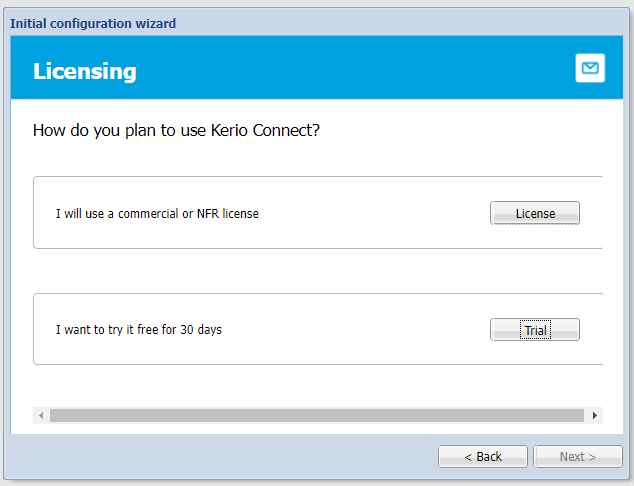 Initial configuration wizard
Licensing
How do you plan to use Kerio Connect?
I will use a commercial or NFR license
License
I want to try it free for 30 days
Trial
< Back
Next >